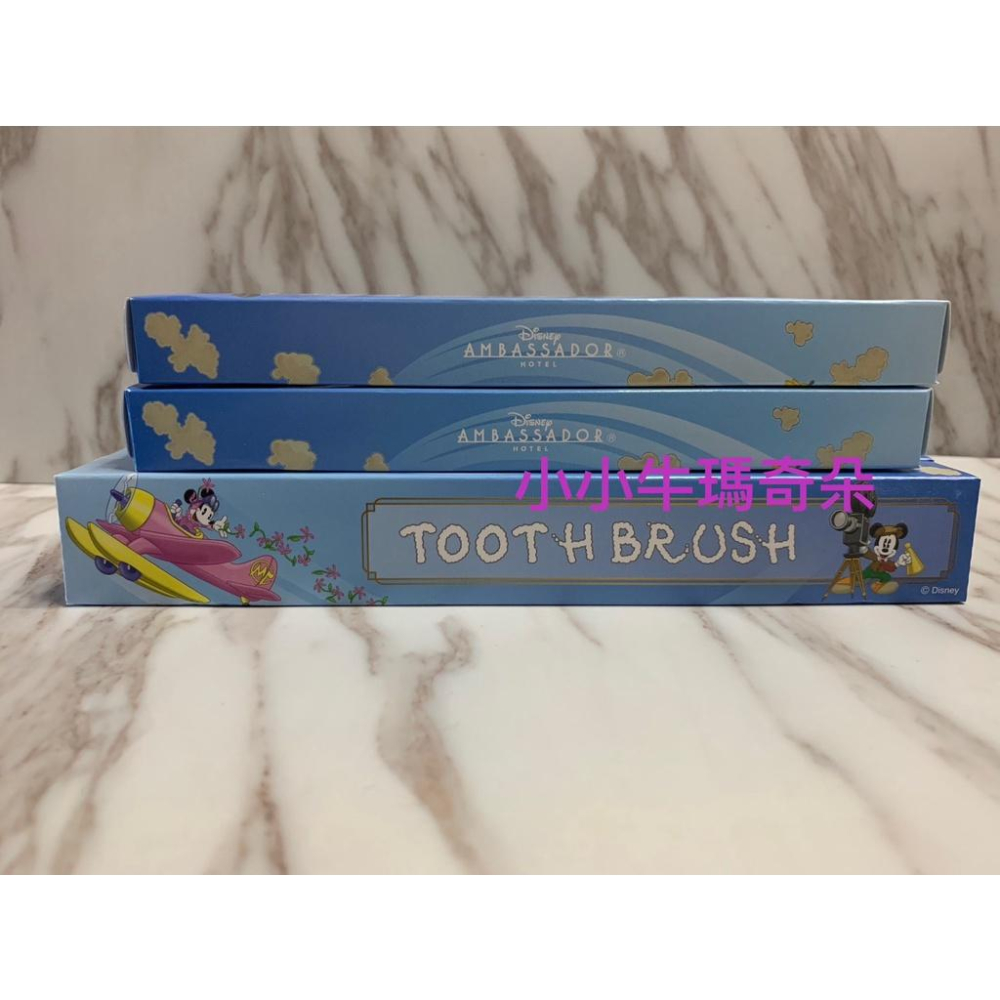 Disney
AMBASSADOR®
HOTEL
Disney
AMBASSADOR®
HOTEL
小小牛瑪奇朵
TOOTH BRUSH
© Disney